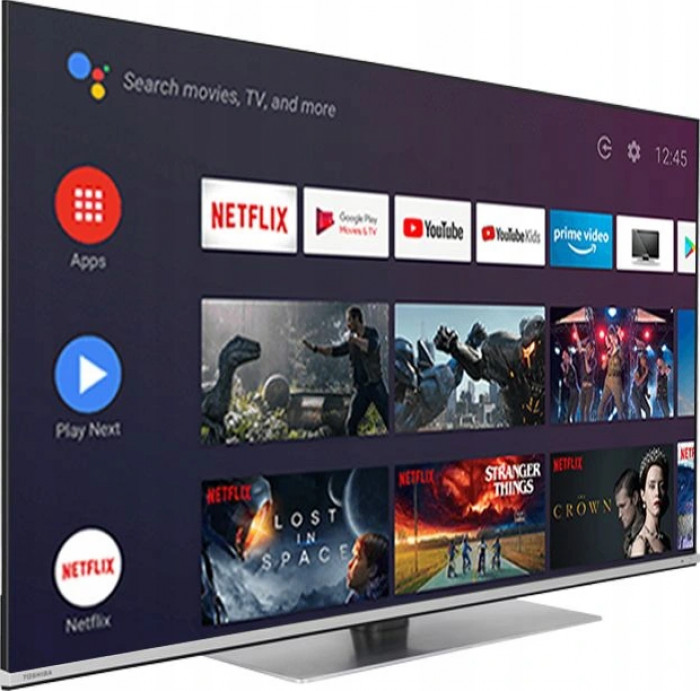 Search movies, TV, and more
12:45
NETFLIX
Google Play
Movies & TV
YouTube
YouTube Kids
prime video
Apps
Play Next
NETFLIX
LOST
IN
SPACE
NETFLIX
STRANGER
THINGS
NETFLIX
THE
CROWN
NETFLIX
Netflix
TOSHIBA